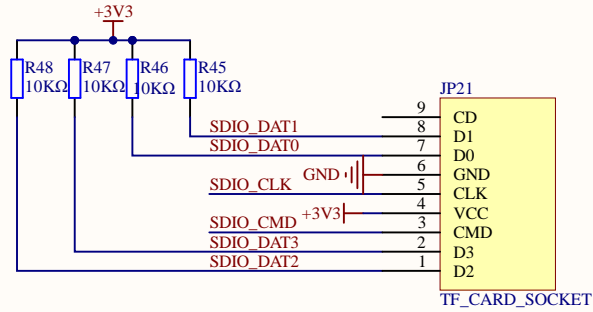 +3V3
R48 R47 R46 R45
10KΩ 10KΩ 10KΩ 10KΩ
JP21
9 CD
SDIO_DAT1 8 D1
SDIO_DAT0 7 D0
GND 6 GND
SDIO_CLK 5 CLK
+3V3 4 VCC
SDIO_CMD 3 CMD
SDIO_DAT3 2 D3
SDIO_DAT2 1 D2
TF_CARD_SOCKET